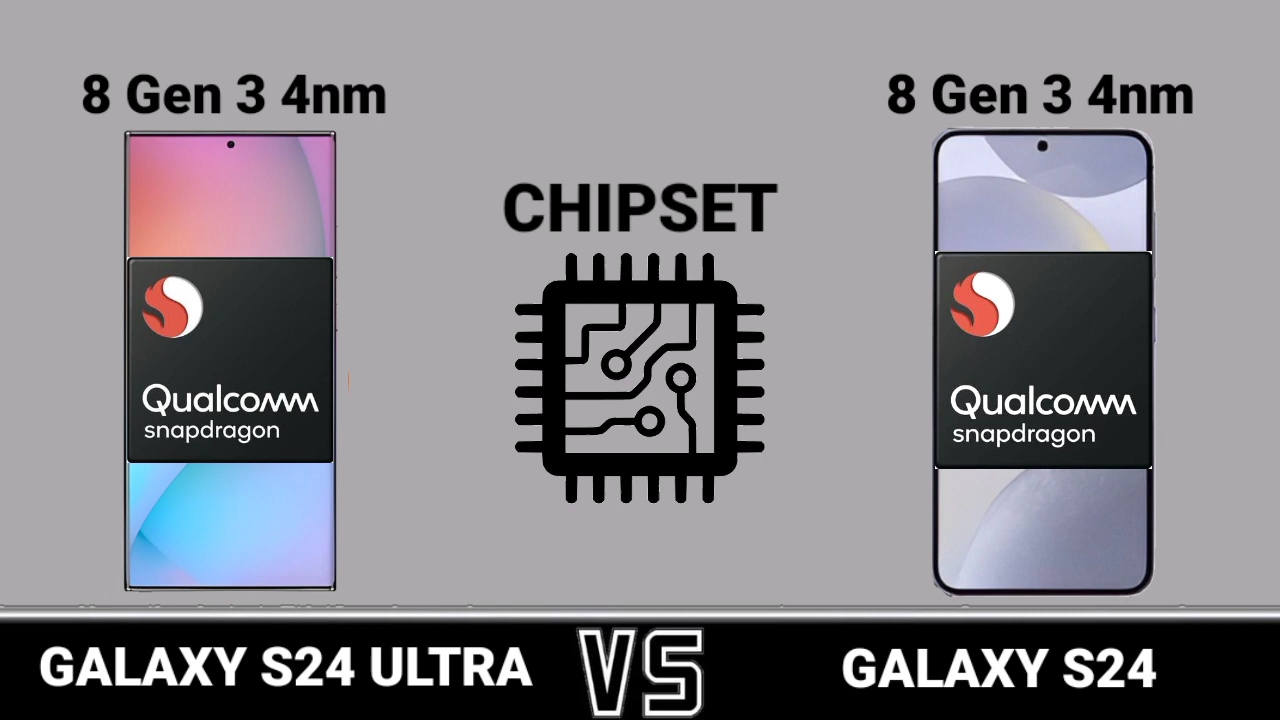 8 Gen 3 4nm
8 Gen 3 4nm
CHIPSET
Qualcomm
snapdragon
Qualcomm
snapdragon
GALAXY S24 ULTRA
VS
GALAXY S24